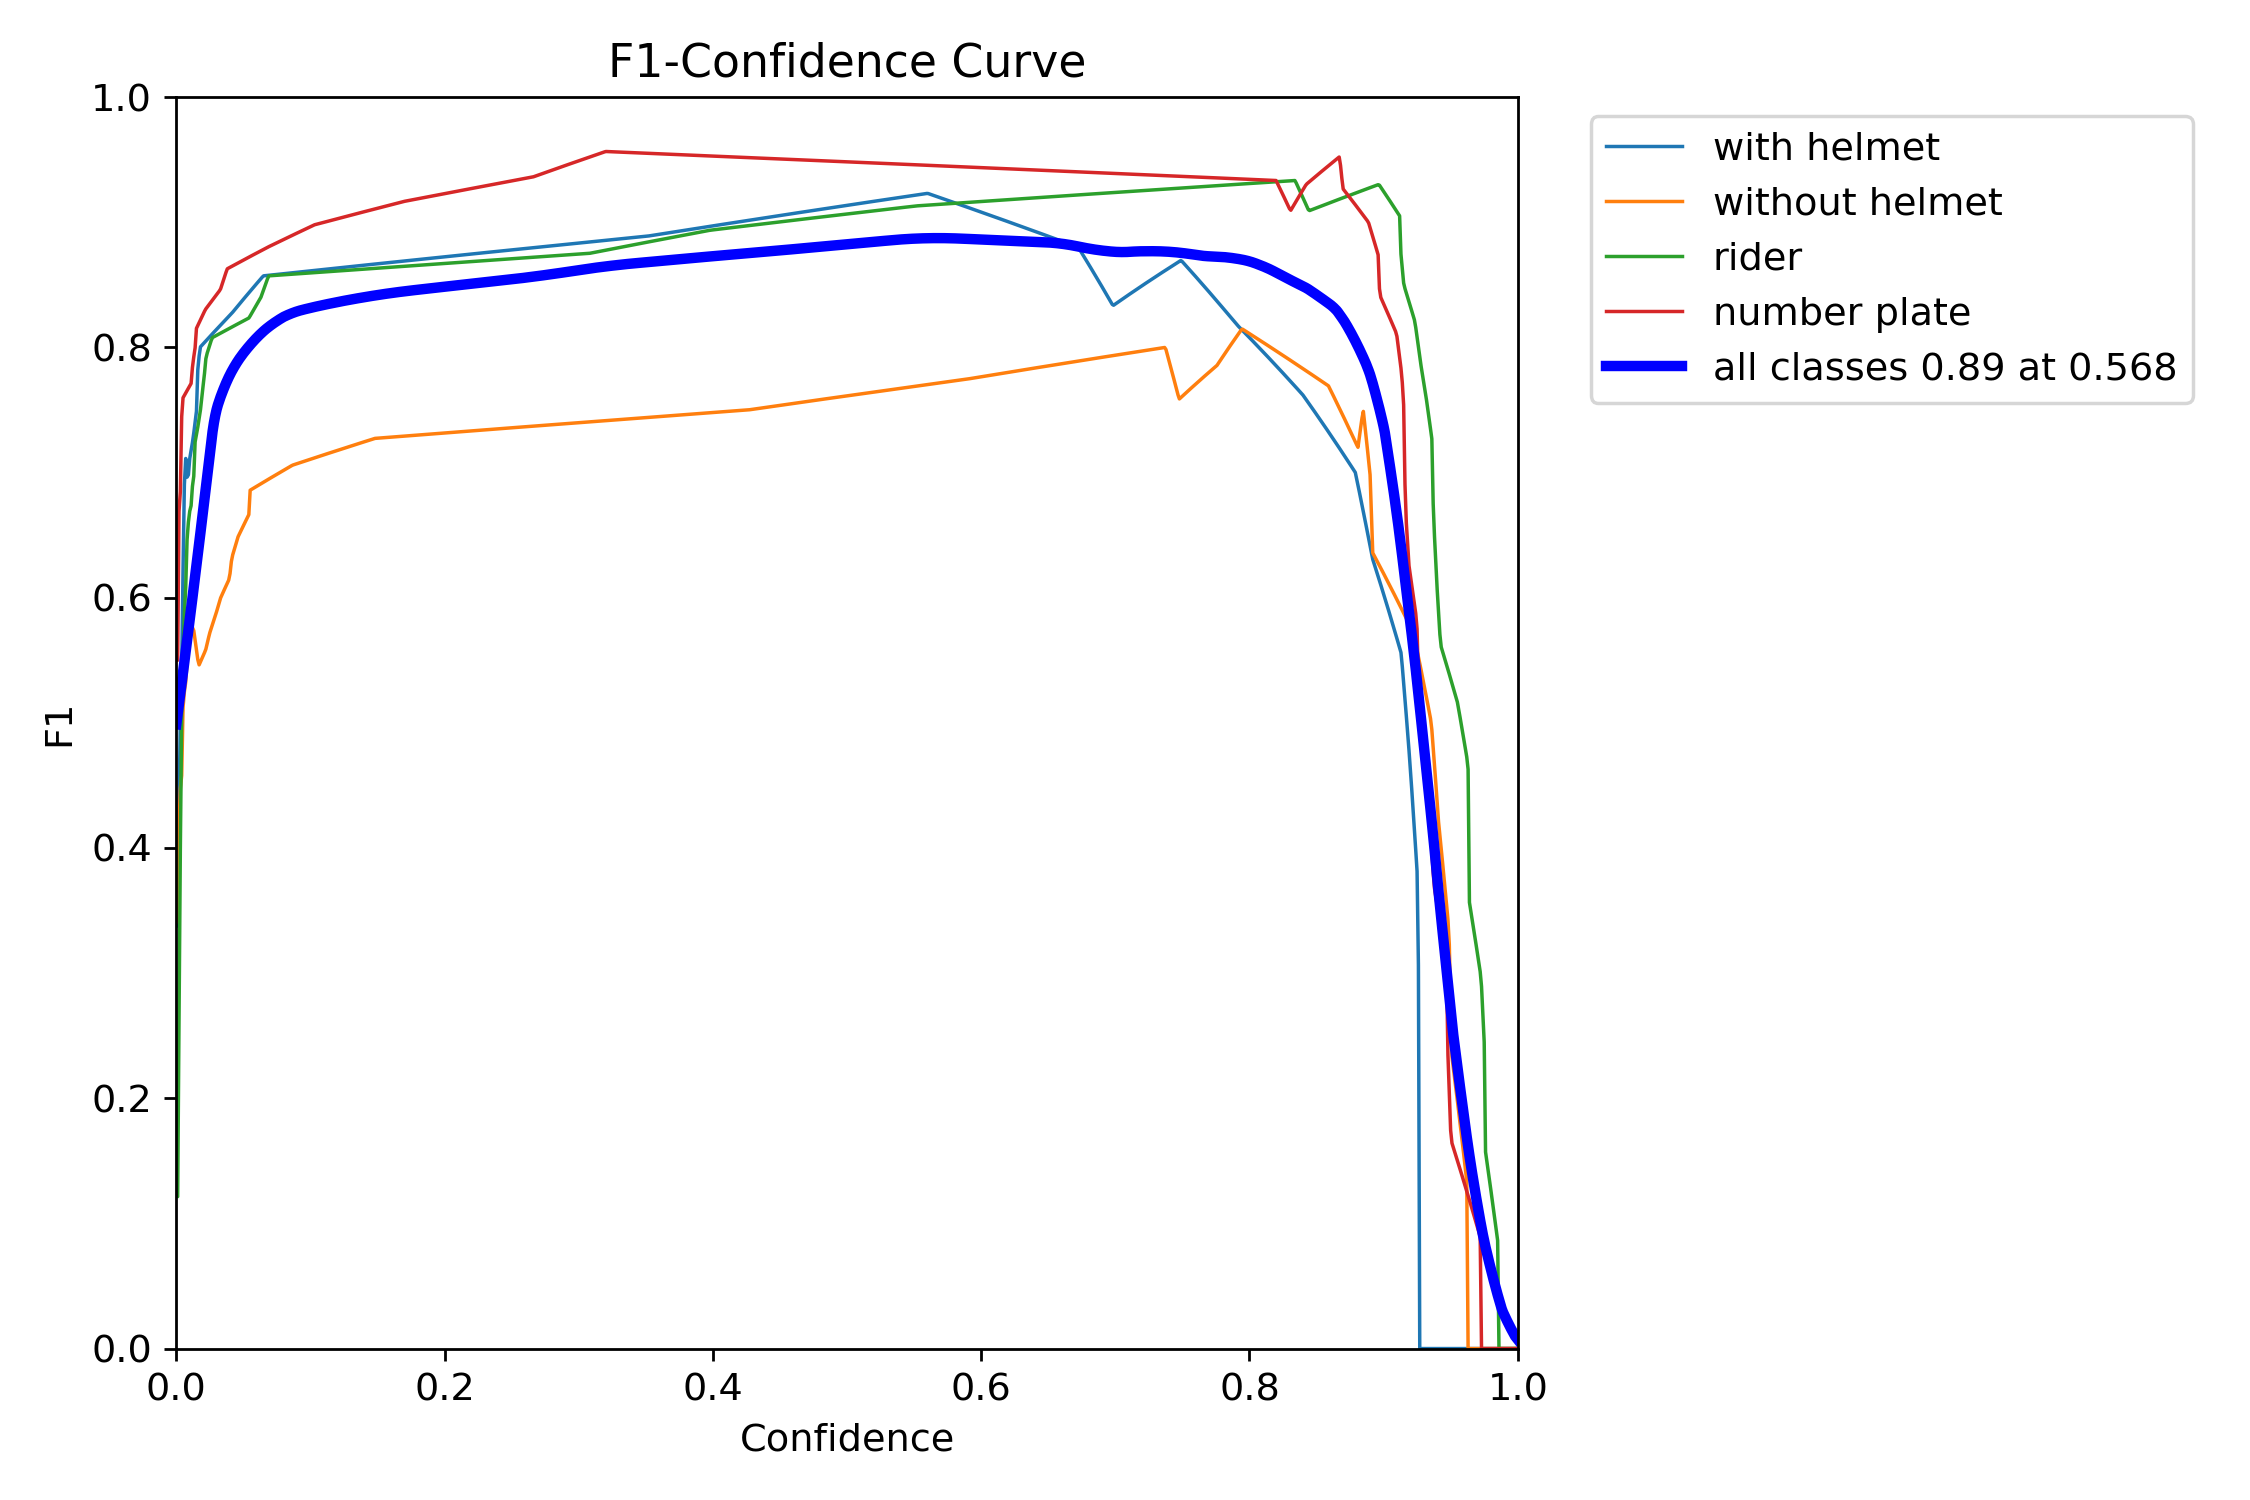 F1-Confidence Curve
1.0
0.8
0.6
0.4
0.2
0.0
F1
0.0 0.2 0.4 0.6 0.8 1.0
Confidence
with helmet
without helmet
rider
number plate
all classes 0.89 at 0.568